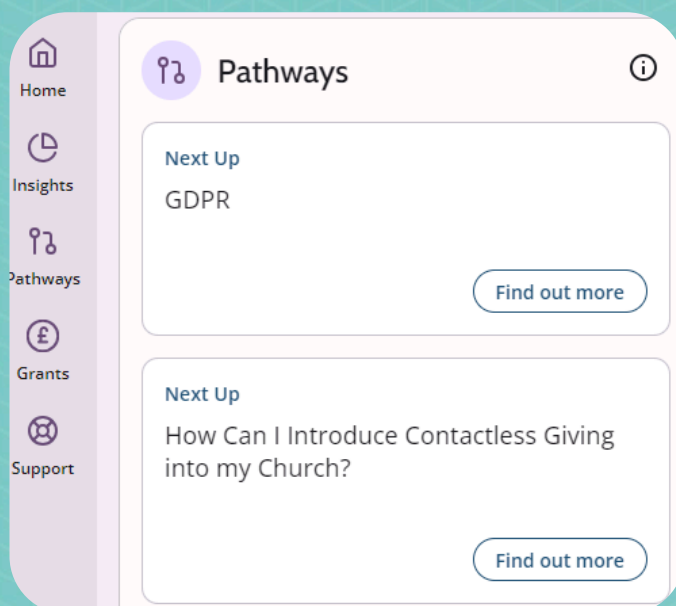 Home
Insights
Pathways
Grants
Support
Pathways
Next Up
GDPR
Find out more
Next Up
How Can I Introduce Contactless Giving
into my Church?
Find out more